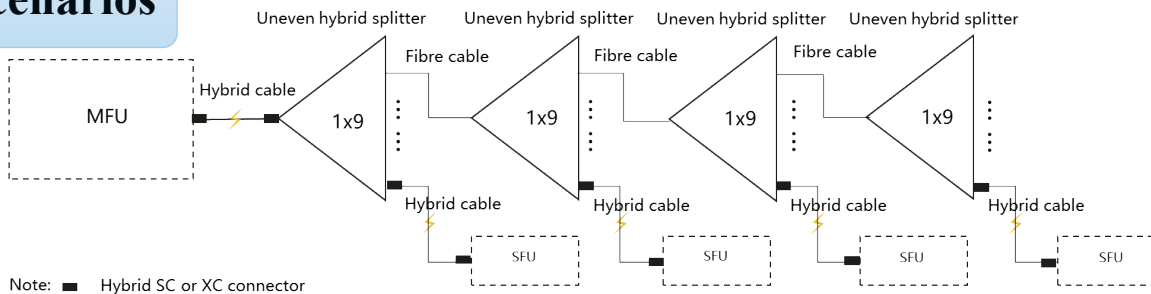 Uneven hybrid splitter
Uneven hybrid splitter
Uneven hybrid splitter
Uneven hybrid splitter
Fibre cable
Fibre cable
Fibre cable
Hybrid cable
MFU
1x9
1x9
1x9
1x9
Hybrid cable
Hybrid cable
Hybrid cable
Hybrid cable
SFU
SFU
SFU
SFU
Note: Hybrid SC or XC connector